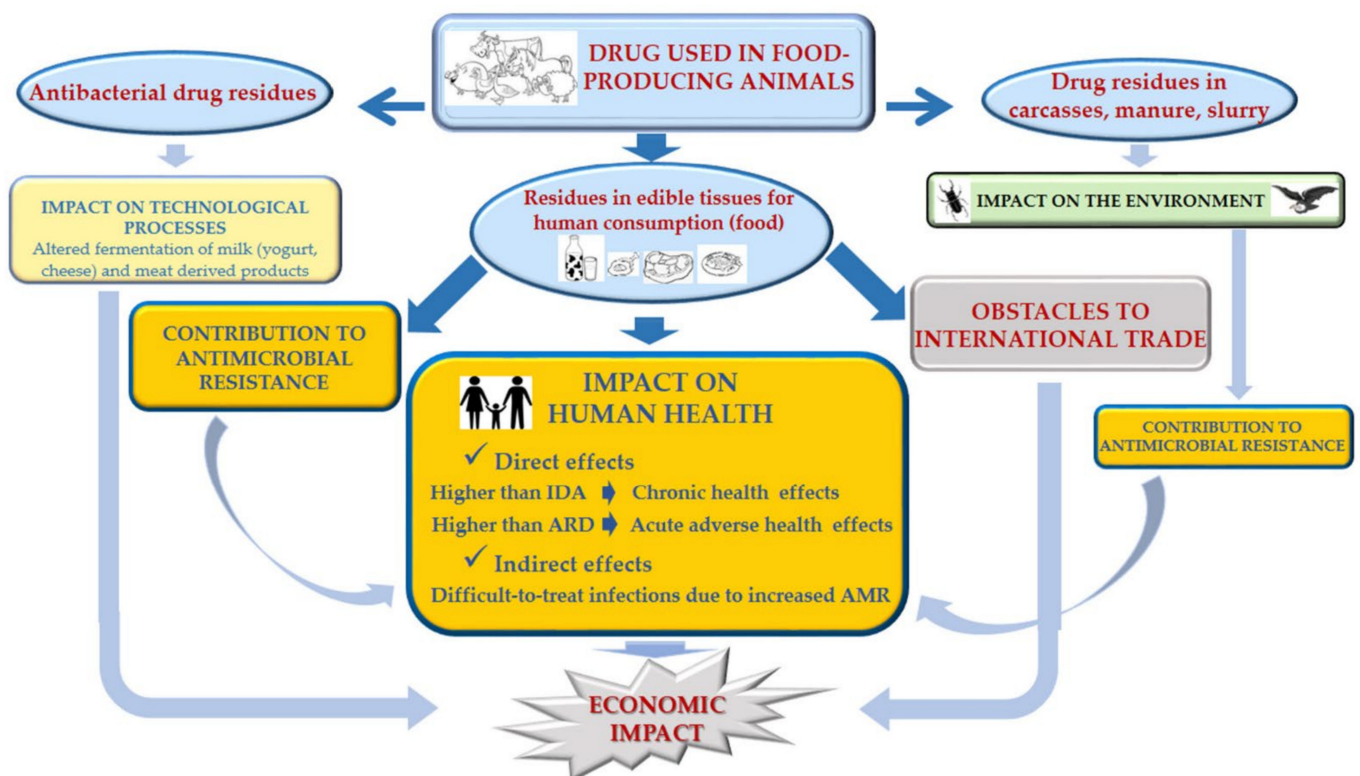 DRUG USED IN FOOD-
PRODUCING ANIMALS
Antibacterial drug residues
Drug residues in
carcasses, manure, slurry
IMPACT ON TECHNOLOGICAL
PROCESSES
Altered fermentation of milk (yogurt,
cheese) and meat derived products
Residues in edible tissues for
human consumption (food)
IMPACT ON THE ENVIRONMENT
CONTRIBUTION TO
ANTIMICROBIAL
RESISTANCE
OBSTACLES TO
INTERNATIONAL TRADE
IMPACT ON
HUMAN HEALTH
✓ Direct effects
Higher than IDA Chronic health effects
Higher than ARD Acute adverse health effects
✓ Indirect effects
Difficult-to-treat infections due to increased AMR
CONTRIBUTION TO
ANTIMICROBIAL RESISTANCE
ECONOMIC
IMPACT